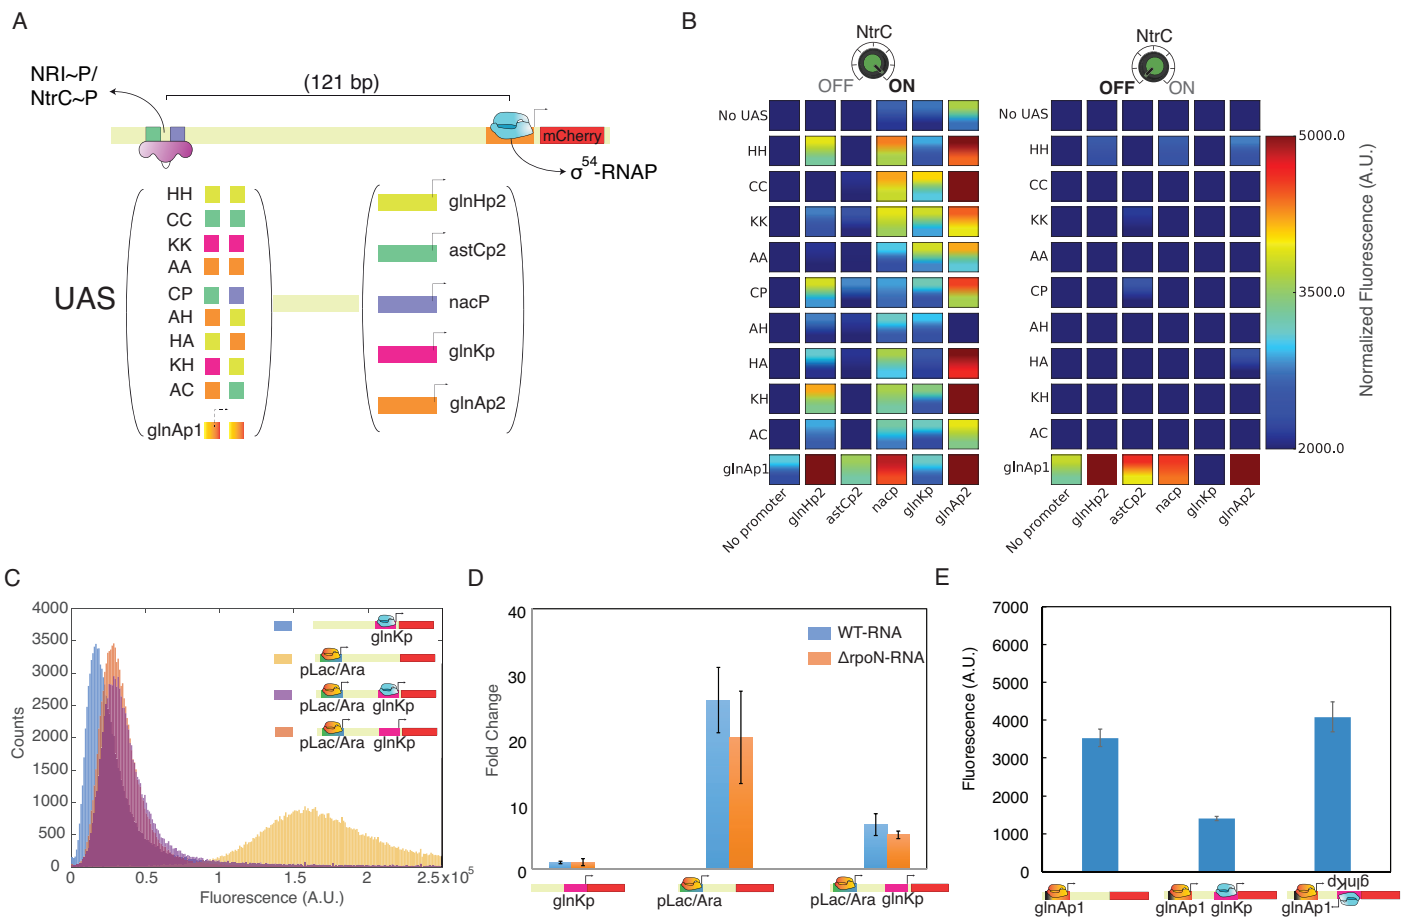 A
NRI~P/
NtrC~P
(121 bp)
mCherry
σ54-RNAP
UAS
HH
CC
KK
AA
CP
AH
HA
KH
AC
glnAp1
glnHp2
astCp2
nacP
glnKp
glnAp2
B
NtrC
OFF ON
No UAS
HH
CC
KK
AA
CP
AH
HA
KH
AC
glnAp1
No promoter
glnHp2
astCp2
nacp
glnKp
glnAp2
NtrC
OFF ON
No UAS
HH
CC
KK
AA
CP
AH
HA
KH
AC
glnAp1
No promoter
glnHp2
astCp2
nacp
glnKp
glnAp2
5000.0
3500.0
2000.0
Normalized Fluorescence (A.U.)
C
4000
3500
3000
2500
2000
1500
1000
500
0
Counts
0 0.5 1 1.5 2 2.5x10^5
Fluorescence (A.U.)
glnKp
pLac/Ara
pLac/Ara glnKp
pLac/Ara glnKp
D
40
30
20
10
0
Fold Change
WT-RNA
ΔrpoN-RNA
glnKp
pLac/Ara
pLac/Ara glnKp
E
7000
6000
5000
4000
3000
2000
1000
0
Fluorescence (A.U.)
glnAp1
glnAp1 glnKp
glnAp1 glnKp